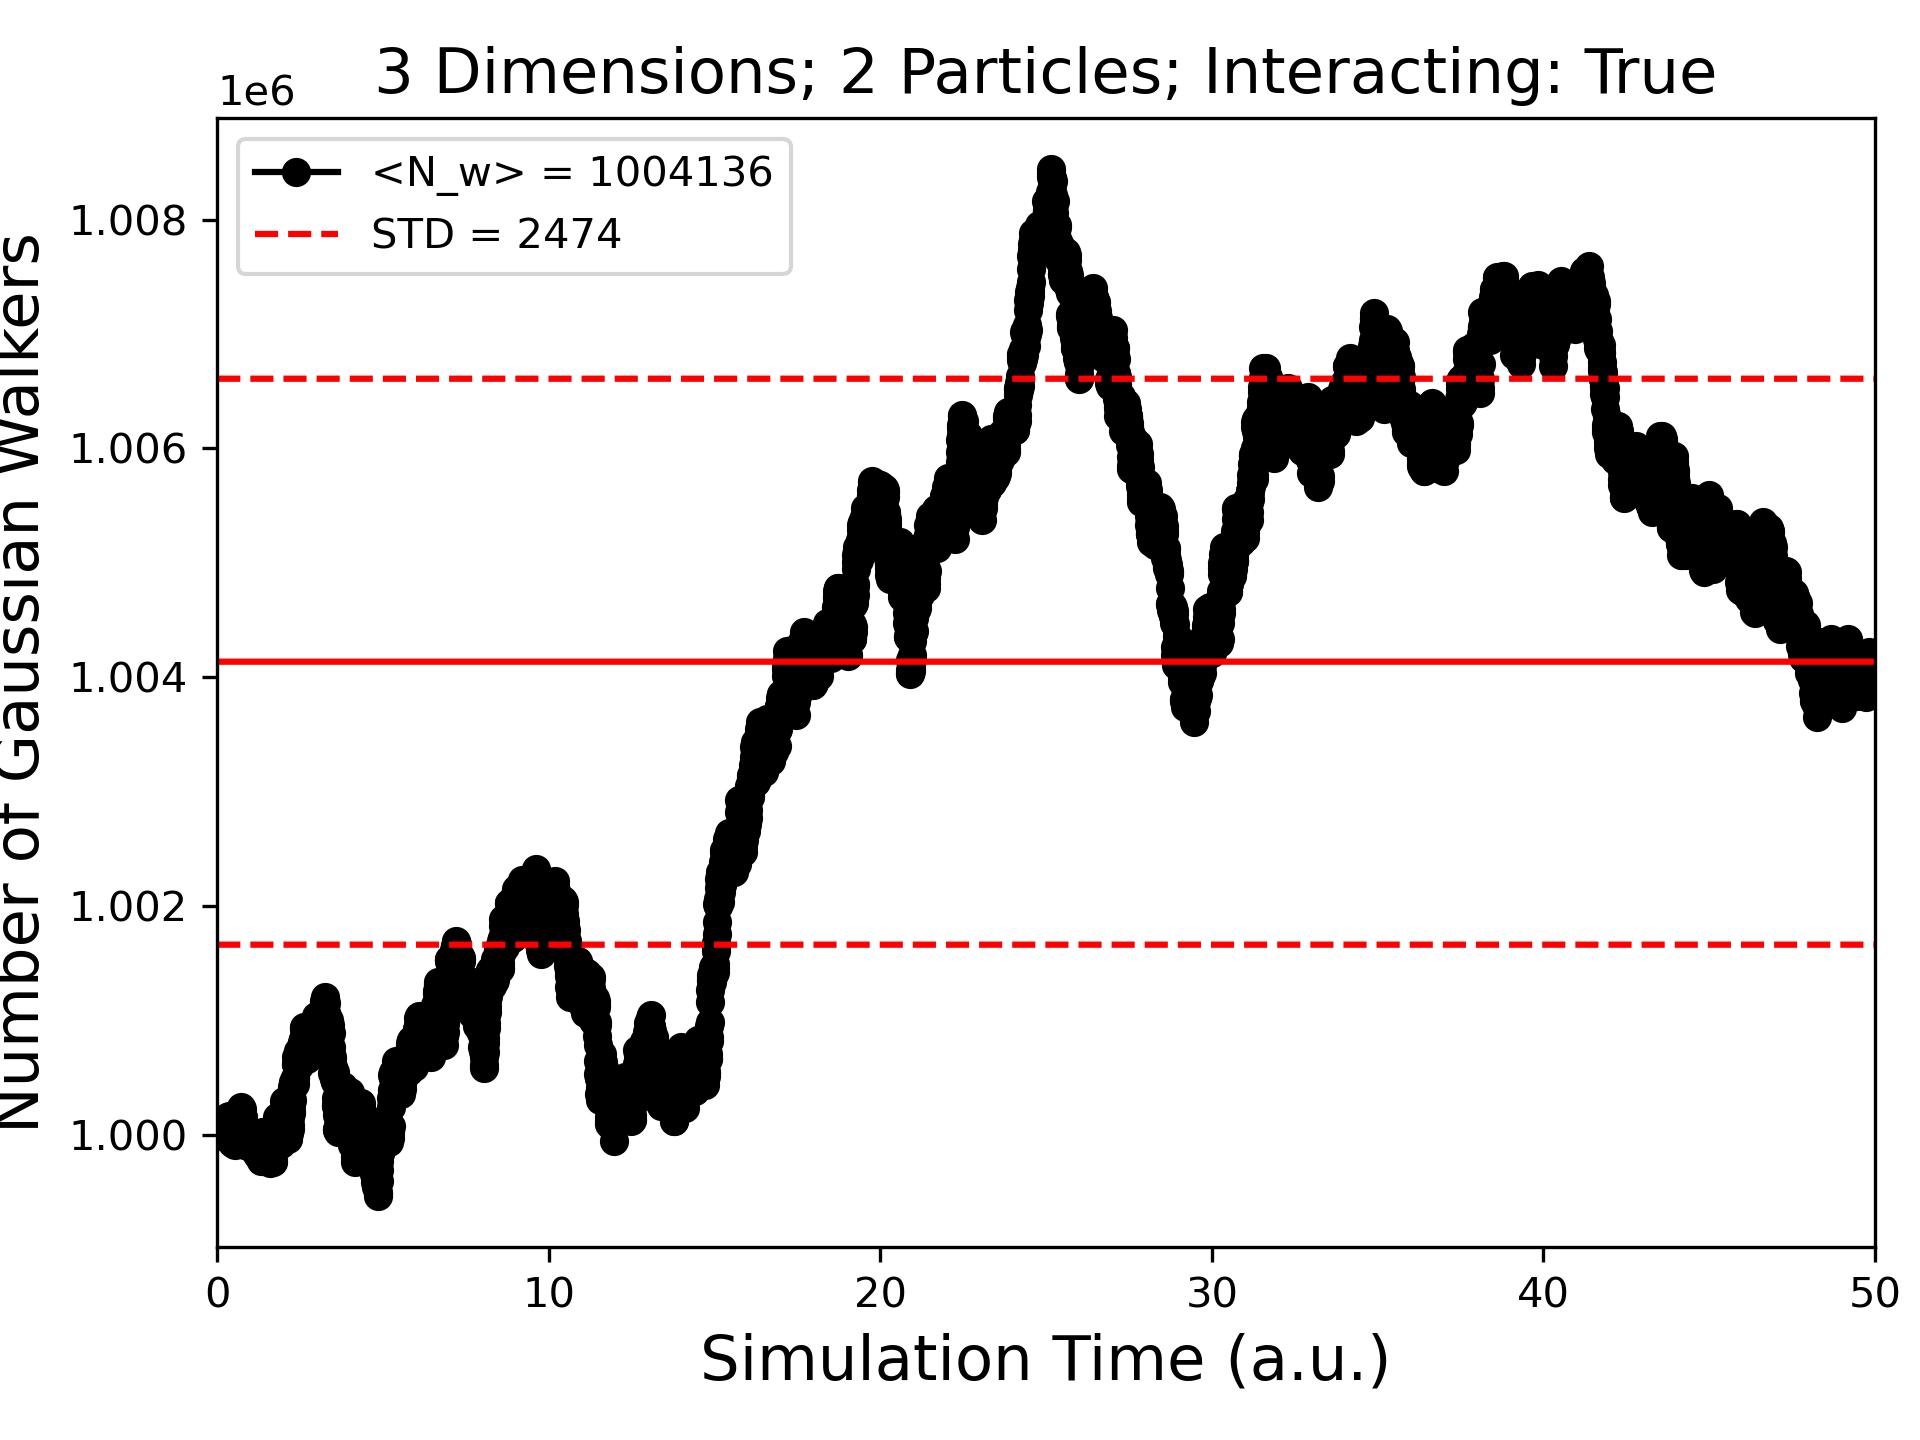 3 Dimensions; 2 Particles; Interacting: True
1e6
<N_w> = 1004136
STD = 2474
1.008
1.006
1.004
1.002
1.000
Number of Gaussian Walkers
0 10 20 30 40 50
Simulation Time (a.u.)